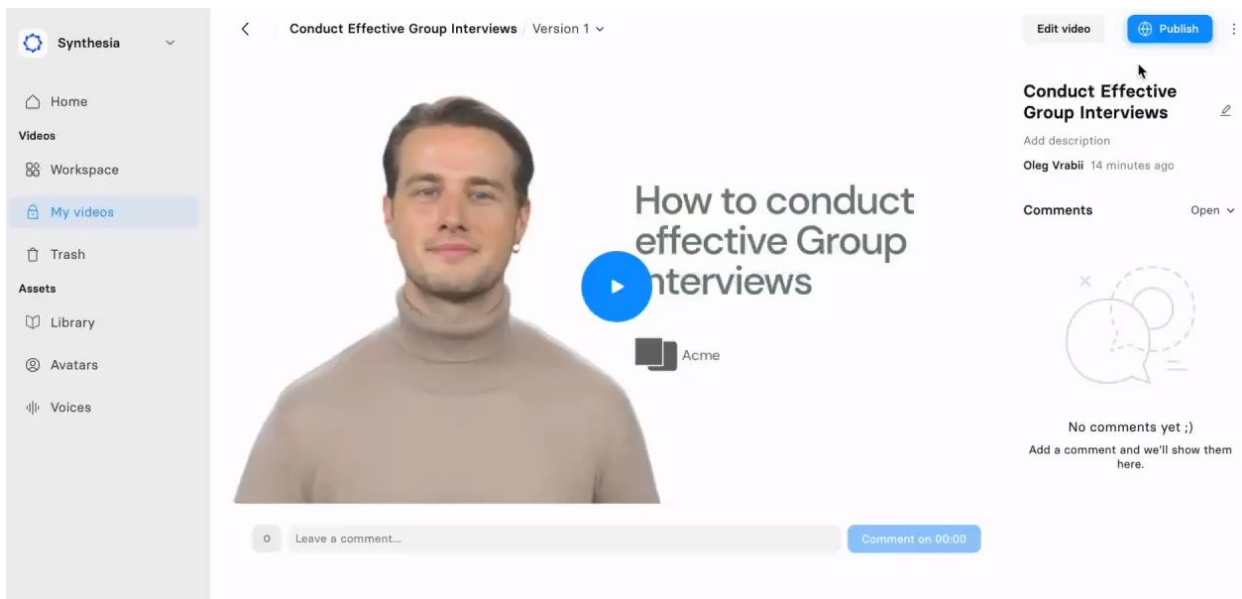 Synthesia
Home
Videos
Workspace
My videos
Trash
Assets
Library
Avatars
Voices
Conduct Effective Group Interviews Version 1
Edit video
Publish
How to conduct
effective Group
Interviews
Acme
0
Leave a comment...
Comment on 00:00
Conduct Effective
Group Interviews
Add description
Oleg Vrabii 14 minutes ago
Comments
Open
No comments yet ;)
Add a comment and we'll show them
here.